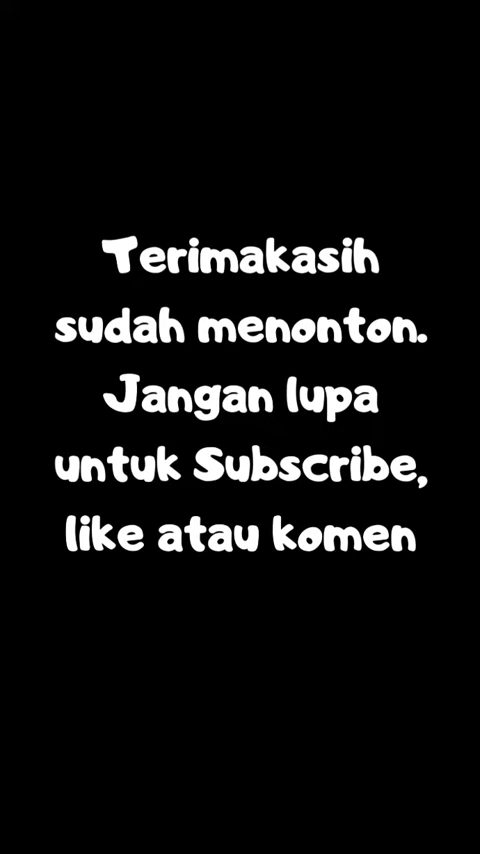 Terimakasih
sudah menonton.
Jangan lupa
untuk Subscribe,
like atau komen